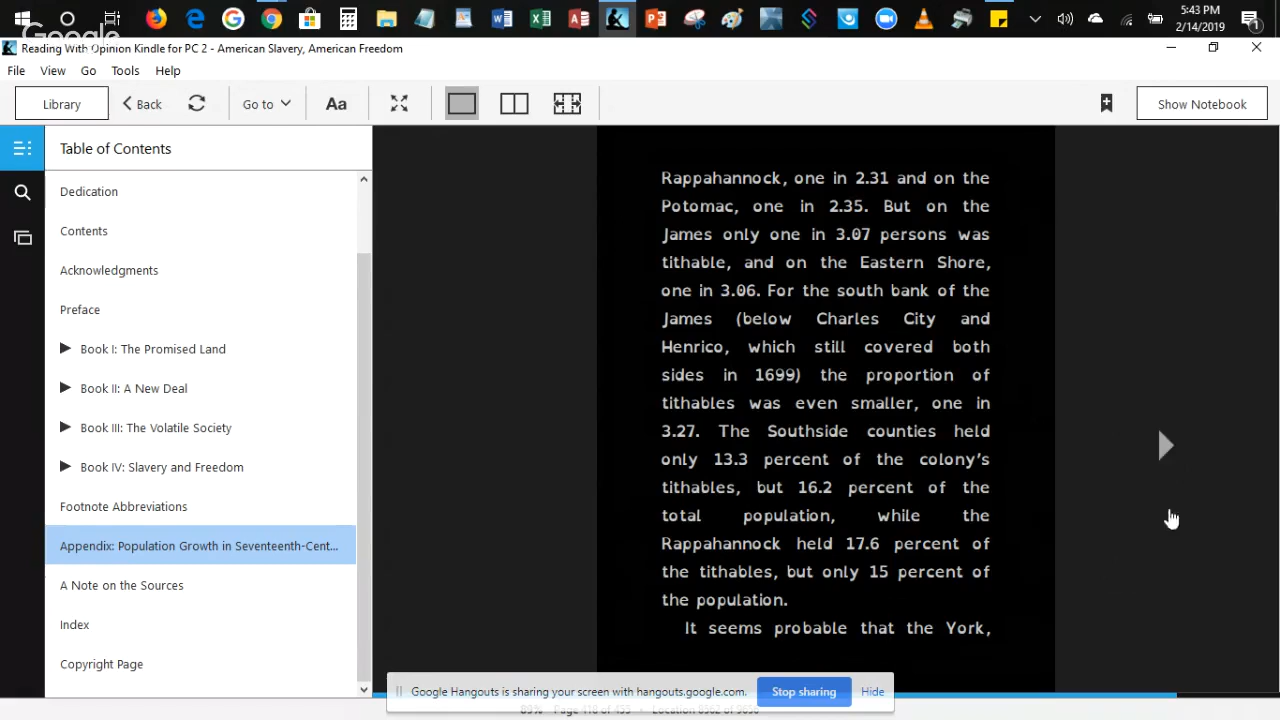 5:43 PM
2/14/2019
Google
Reading With Opinion Kindle for PC 2 - American Slavery, American Freedom
File View Go Tools Help
Library Back Go to Aa Show Notebook
Table of Contents
Dedication
Contents
Acknowledgments
Preface
Book I: The Promised Land
Book II: A New Deal
Book III: The Volatile Society
Book IV: Slavery and Freedom
Footnote Abbreviations
Appendix: Population Growth in Seventeenth-Cent...
A Note on the Sources
Index
Copyright Page
Rappahannock, one in 2.31 and on the
Potomac, one in 2.35. But on the
James only one in 3.07 persons was
tithable, and on the Eastern Shore,
one in 3.06. For the south bank of the
James (below Charles City and
Henrico, which still covered both
sides in 1699) the proportion of
tithables was even smaller, one in
3.27. The Southside counties held
only 13.3 percent of the colony's
tithables, but 16.2 percent of the
total population, while the
Rappahannock held 17.6 percent of
the tithables, but only 15 percent of
the population.
It seems probable that the York,
Google Hangouts is sharing your screen with hangouts.google.com. Stop sharing Hide